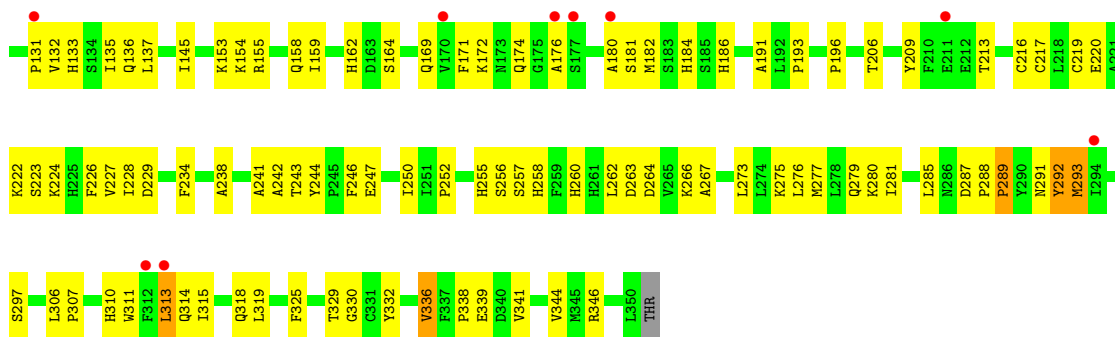 P131 V132 H133 S134 I135 Q136 L137 I145 K153 K154 R155 Q158 I159 H162 D163 S164 Q169 V170 F171 K172 N173 Q174 G175 A176 S177 A180 S181 M182 S183 H184 S185 H186 A191 L192 P193 P196 T206 Y209 F210 E211 E212 T213 C216 C217 L218 C219 E220 A221
K222 S223 K224 H225 F226 V227 I228 D229 F234 A238 A241 A242 T243 Y244 P245 F246 E247 I250 I251 P252 H255 S256 S257 H258 F259 H260 H261 L262 D263 D264 V265 K266 A267 L273 L274 K275 L276 M277 L278 Q279 K280 I281 L285 N286 D287 P288 P289 Y290 N291 Y292 M293 I294
S297 L306 P307 H310 W311 F312 L313 Q314 I315 Q318 L319 F325 T329 G330 C331 Y332 V336 F337 P338 E339 D340 V341 V344 M345 R346 L350 THR